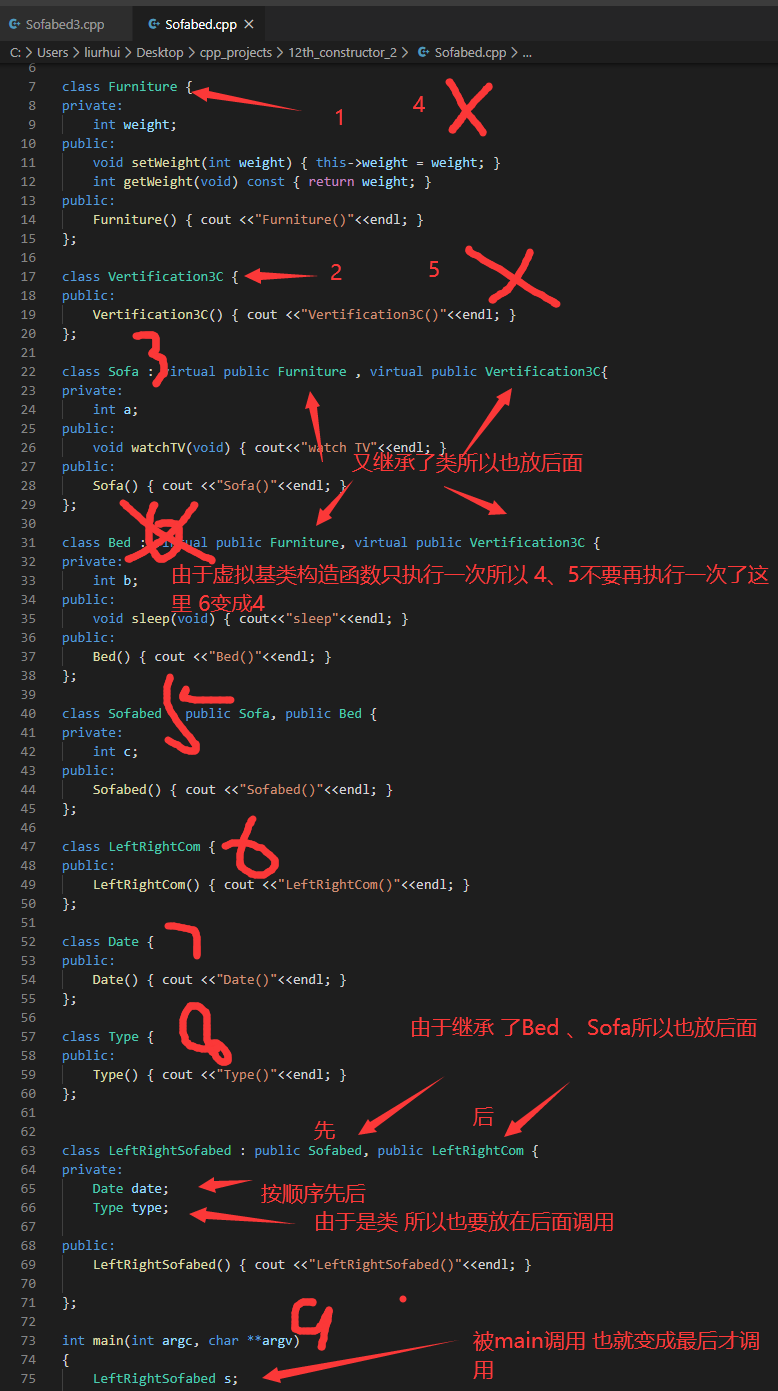 Sofabed3.cpp Sofabed.cpp ×
C: > Users > liurhui > Desktop > cpp_projects > 12th_constructor_2 > Sofabed.cpp > ...
6
7 class Furniture { 1 4
8 private:
9 int weight;
10 public:
11 void setWeight(int weight) { this->weight = weight; }
12 int getWeight(void) const { return weight; }
13 public:
14 Furniture() { cout <<"Furniture()"<<endl; }
15 };
16
17 class Vertification3C { 2 5
18 public:
19 Vertification3C() { cout <<"Vertification3C()"<<endl; }
20 };
21 3
22 class Sofa : virtual public Furniture , virtual public Vertification3C{
23 private:
24 int a;
25 public:
26 void watchTV(void) { cout<<"watch TV"<<endl; }
27 public:
又继承了类所以也放后面
28 Sofa() { cout <<"Sofa()"<<endl; }
29 };
30
31 class Bed : virtual public Furniture, virtual public Vertification3C {
32 private:
33 int b;
由于虚拟基类构造函数只执行一次所以 4、5不要再执行一次了这
里 6变成4
34 public:
35 void sleep(void) { cout<<"sleep"<<endl; }
36 public:
37 Bed() { cout <<"Bed()"<<endl; }
38 };
39 5
40 class Sofabed : public Sofa, public Bed {
41 private:
42 int c;
43 public:
44 Sofabed() { cout <<"Sofabed()"<<endl; }
45 };
46
47 class LeftRightCom { 6
48 public:
49 LeftRightCom() { cout <<"LeftRightCom()"<<endl; }
50 };
51
52 class Date { 7
53 public:
54 Date() { cout <<"Date()"<<endl; }
55 };
56
57 class Type { 8
由于继承 了Bed 、Sofa所以也放后面
58 public:
59 Type() { cout <<"Type()"<<endl; }
60 };
61
62 先 后
63 class LeftRightSofabed : public Sofabed, public LeftRightCom {
64 private:
65 Date date; 按顺序先后
66 Type type; 由于是类 所以也要放在后面调用
67
68 public:
69 LeftRightSofabed() { cout <<"LeftRightSofabed()"<<endl; }
70
71 };
72 9
73 int main(int argc, char **argv)
74 {
75 LeftRightSofabed s;
被main调用 也就变成最后才调
用